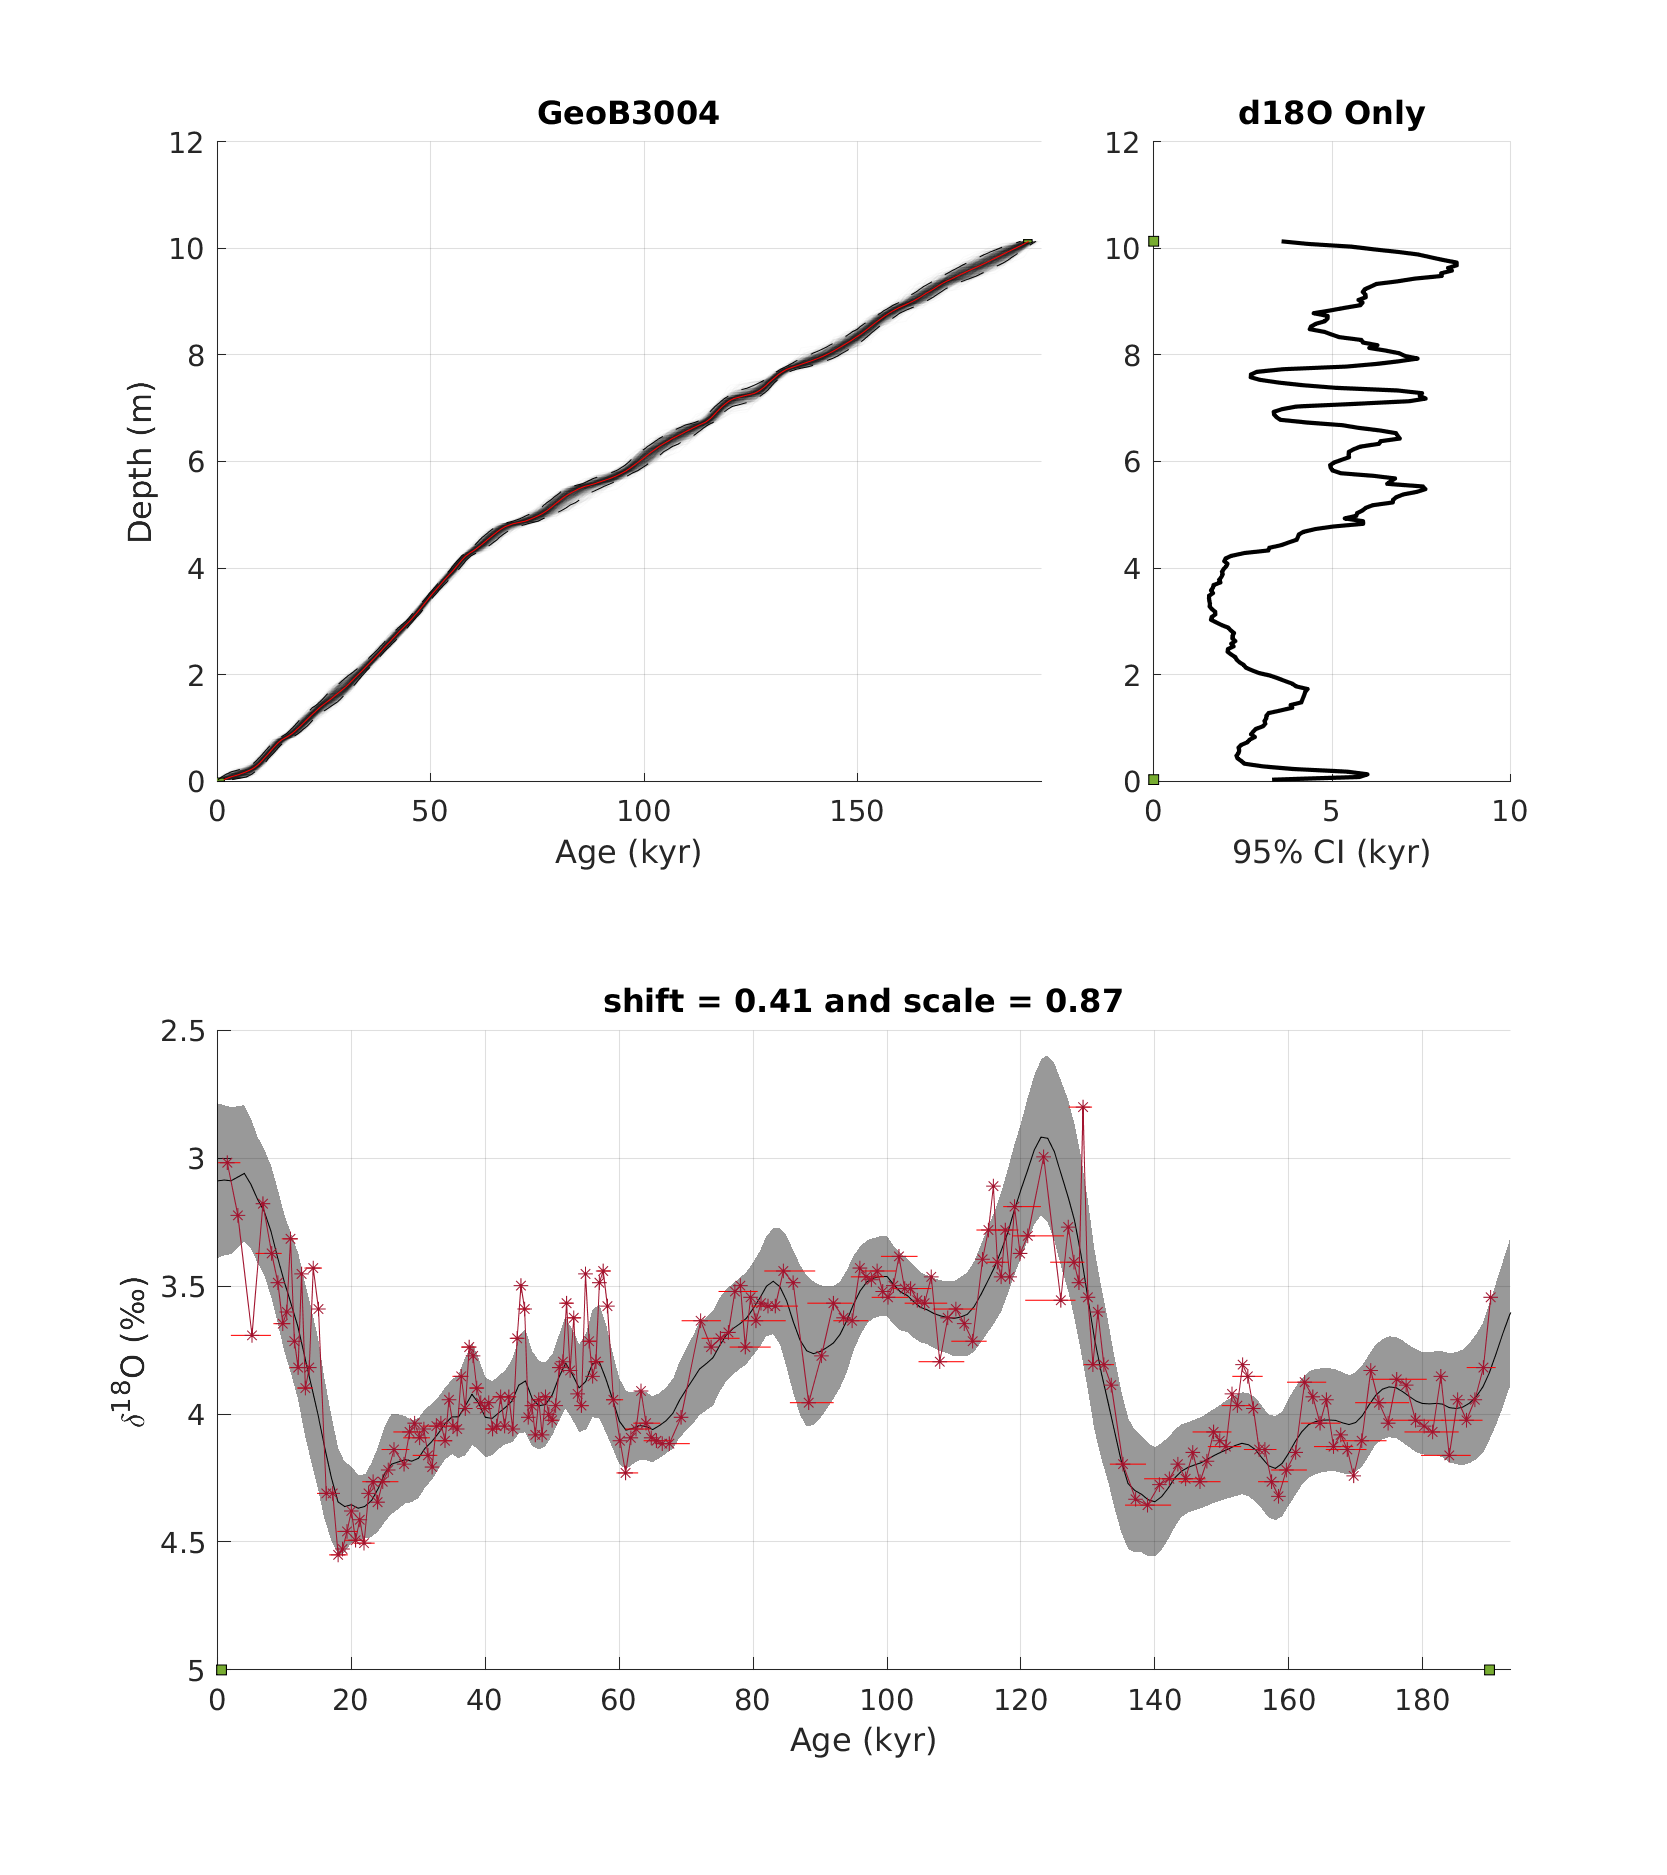 GeoB3004
d18O Only
12
10
8
6
4
2
0
Depth (m)
0 50 100 150
Age (kyr)
12
10
8
6
4
2
0
0 5 10
95% CI (kyr)
shift = 0.41 and scale = 0.87
2.5
3
3.5
4
4.5
5
δ18O (‰)
0 20 40 60 80 100 120 140 160 180
Age (kyr)